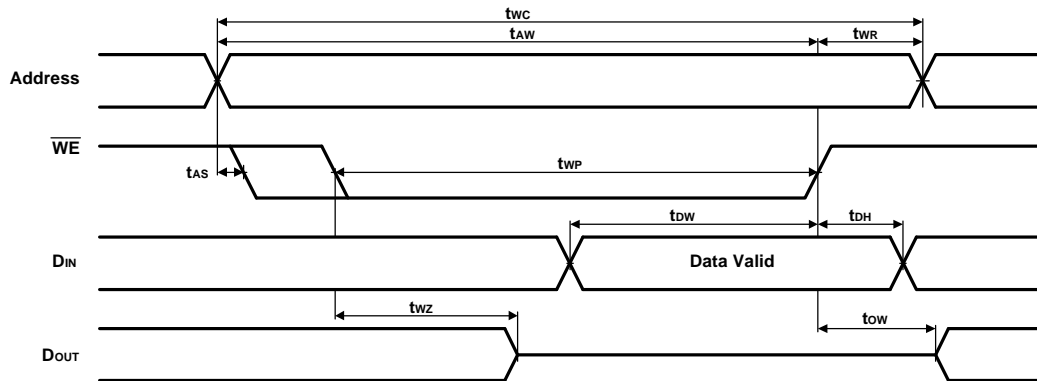 tWC
tAW
tWR
Address
WE
tAS
tWP
tDW
tDH
DIN
Data Valid
tWZ
tOW
DOUT